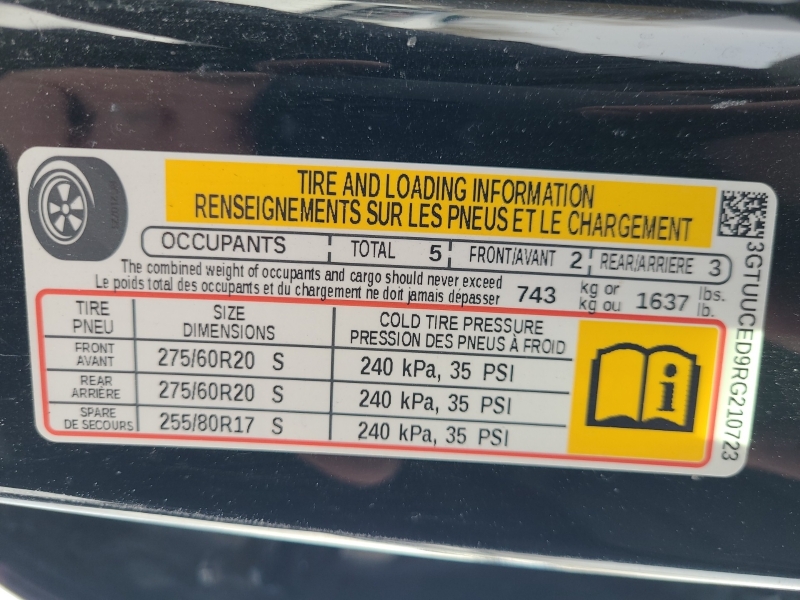 TIRE AND LOADING INFORMATION
RENSEIGNEMENTS SUR LES PNEUS ET LE CHARGEMENT
OCCUPANTS TOTAL 5 FRONT/AVANT 2 REAR/ARRIERE 3
The combined weight of occupants and cargo should never exceed
Le poids total des occupants et du chargement ne doit jamais dépasser
743 kg or 1637 lbs.
kg ou lb.
TIRE SIZE COLD TIRE PRESSURE
PNEU DIMENSIONS PRESSION DES PNEUS À FROID
FRONT
AVANT 275/60R20 S 240 kPa, 35 PSI
REAR
ARRIÈRE 275/60R20 S 240 kPa, 35 PSI
SPARE
DE SECOURS 255/80R17 S 240 kPa, 35 PSI
3GTUUCED9RG210723